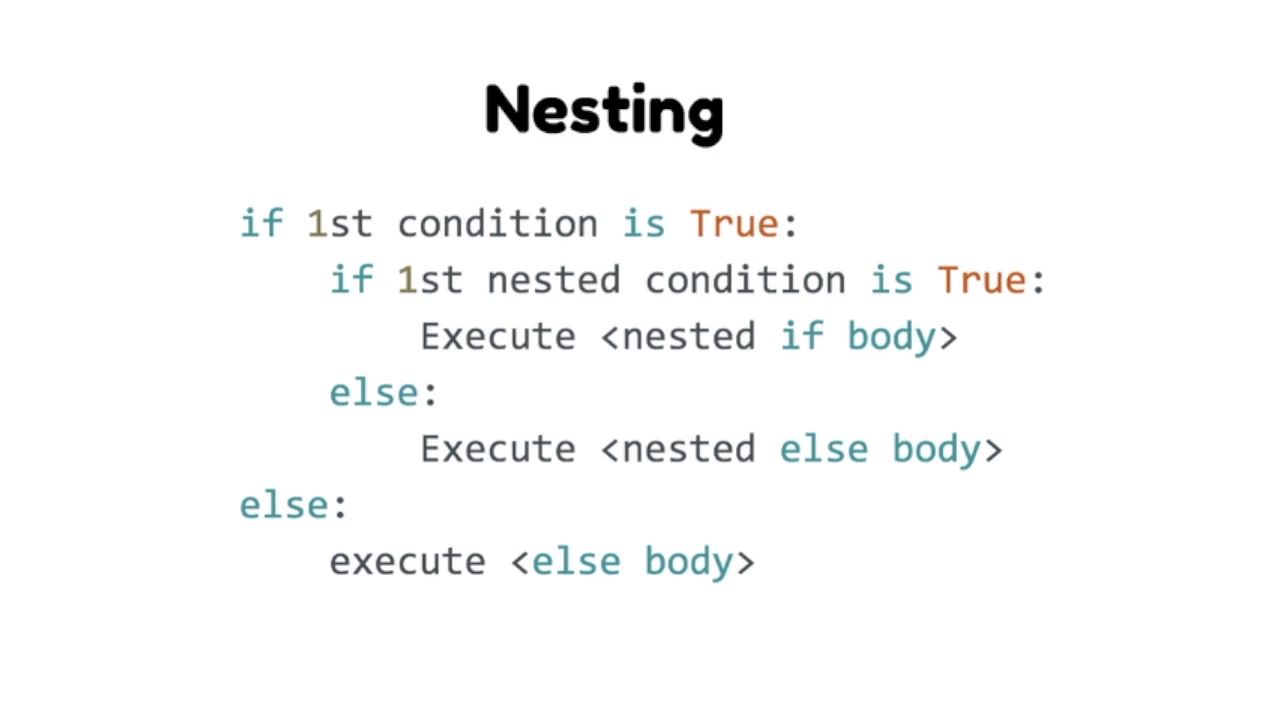 Nesting
if 1st condition is True:
    if 1st nested condition is True:
        Execute <nested if body>
    else:
        Execute <nested else body>
else:
    execute <else body>